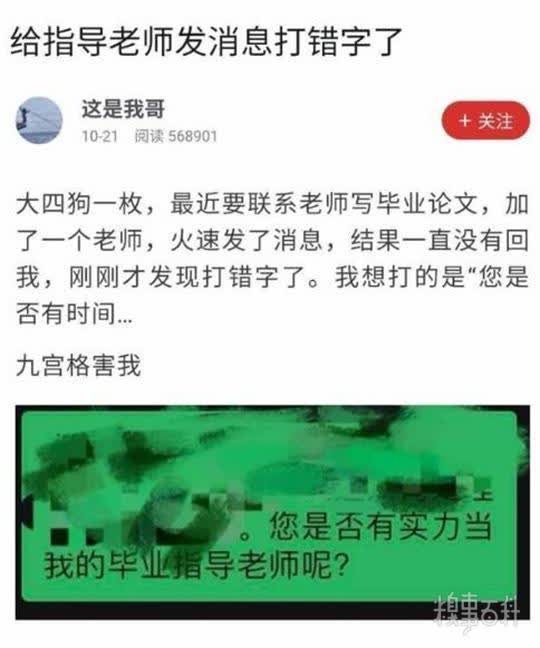 给指导老师发消息打错字了
这是我哥
10-21 阅读 568901
+ 关注
大四狗一枚，最近要联系老师写毕业论文，加
了一个老师，火速发了消息，结果一直没有回
我，刚刚才发现打错字了。我想打的是“您是
否有时间...
九宫格害我
。您是否有实力当
我的毕业指导老师呢？
糗事百科